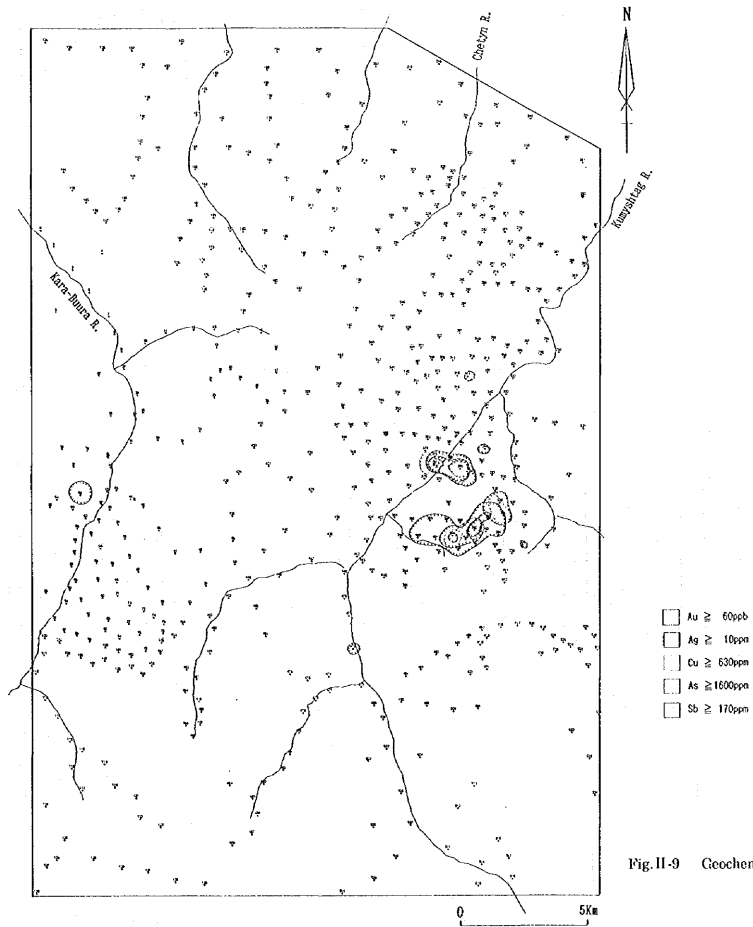 N
Chetyn R.
Kumyshtag R.
Kara-Buura R.
Au ≧ 60ppb
Ag ≧ 10ppm
Cu ≧ 630ppm
As ≧1600ppm
Sb ≧ 170ppm
Fig.II-9 Geochem
0 5Km